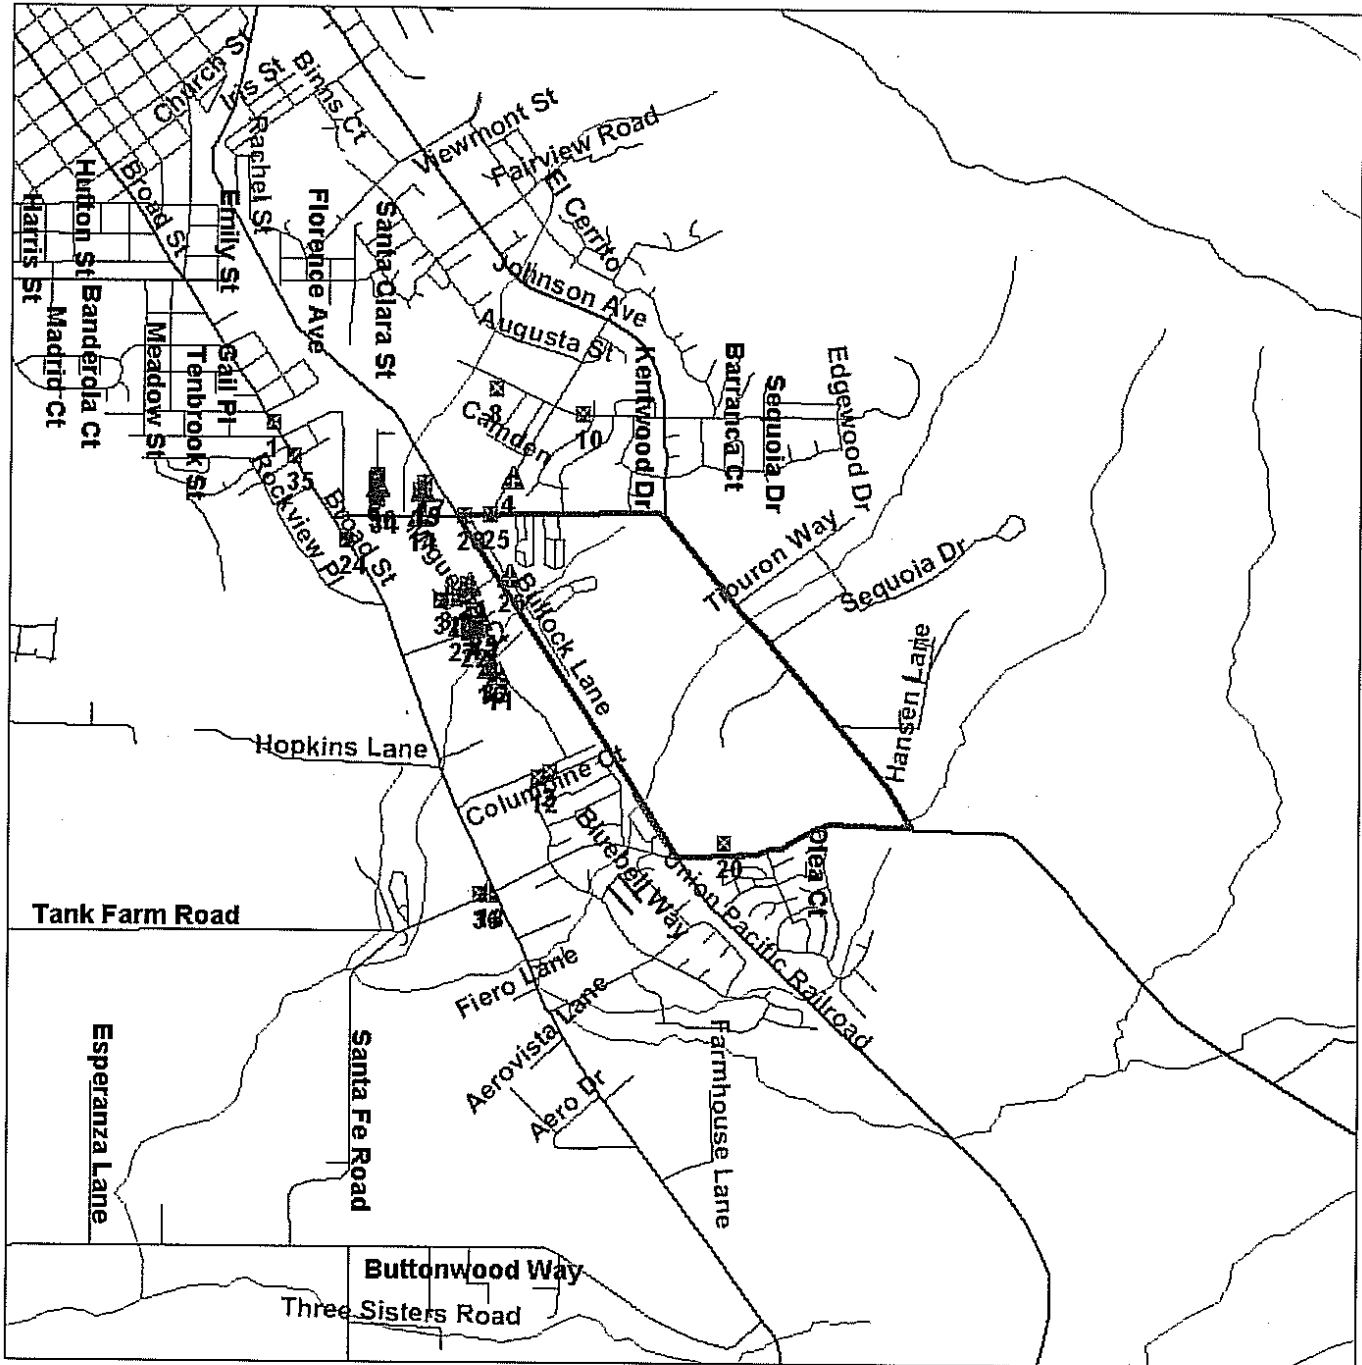 Church St
Iris St
Binns Ct
Rachel St
Viewmont St
Fairview Road
El Cerrito
Broad St
Harris St
Hutton St
Emily St
Florence Ave
Santa Clara St
Johnson Ave
Augusta St
Madrid Ct
Banderola Ct
Meadow St
Tenbrook St
Gail Pl
Kentwood Dr
Barranca Ct
Sequoia Dr
Edgewood Dr
8
Camden
10
1
35
Rockview Pl
Broad St
4
25
24
Bullock Lane
Tiburon Way
Sequoia Dr
Hansen Lane
Hopkins Lane
Columbine Ct
Bluebell Way
20
Union Pacific Railroad
Tank Farm Road
Fiero Lane
Aerovista Lane
Aero Dr
Farmhouse Lane
Esperanza Lane
Santa Fe Road
Buttonwood Way
Three Sisters Road